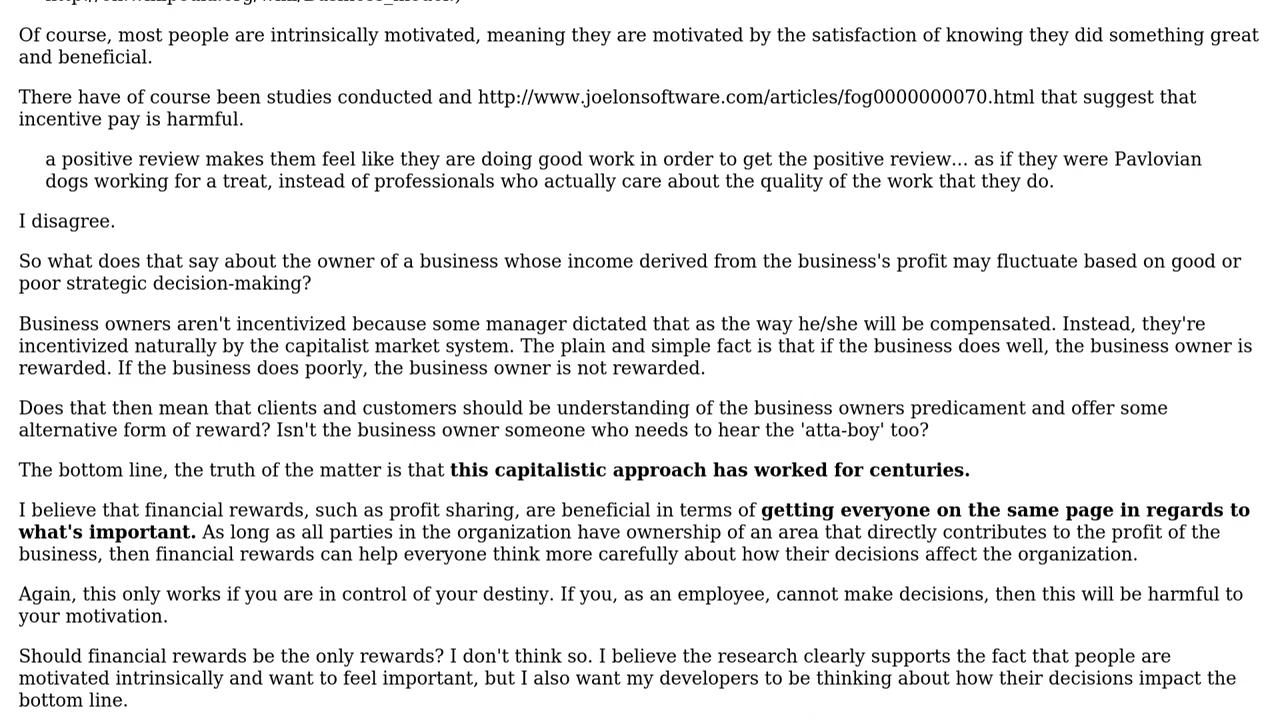 Of course, most people are intrinsically motivated, meaning they are motivated by the satisfaction of knowing they did something great
and beneficial.
There have of course been studies conducted and http://www.joelonsoftware.com/articles/fog0000000070.html that suggest that
incentive pay is harmful.
a positive review makes them feel like they are doing good work in order to get the positive review... as if they were Pavlovian
dogs working for a treat, instead of professionals who actually care about the quality of the work that they do.
I disagree.
So what does that say about the owner of a business whose income derived from the business's profit may fluctuate based on good or
poor strategic decision-making?
Business owners aren't incentivized because some manager dictated that as the way he/she will be compensated. Instead, they're
incentivized naturally by the capitalist market system. The plain and simple fact is that if the business does well, the business owner is
rewarded. If the business does poorly, the business owner is not rewarded.
Does that then mean that clients and customers should be understanding of the business owners predicament and offer some
alternative form of reward? Isn't the business owner someone who needs to hear the 'atta-boy' too?
The bottom line, the truth of the matter is that this capitalistic approach has worked for centuries.
I believe that financial rewards, such as profit sharing, are beneficial in terms of getting everyone on the same page in regards to
what's important. As long as all parties in the organization have ownership of an area that directly contributes to the profit of the
business, then financial rewards can help everyone think more carefully about how their decisions affect the organization.
Again, this only works if you are in control of your destiny. If you, as an employee, cannot make decisions, then this will be harmful to
your motivation.
Should financial rewards be the only rewards? I don't think so. I believe the research clearly supports the fact that people are
motivated intrinsically and want to feel important, but I also want my developers to be thinking about how their decisions impact the
bottom line.